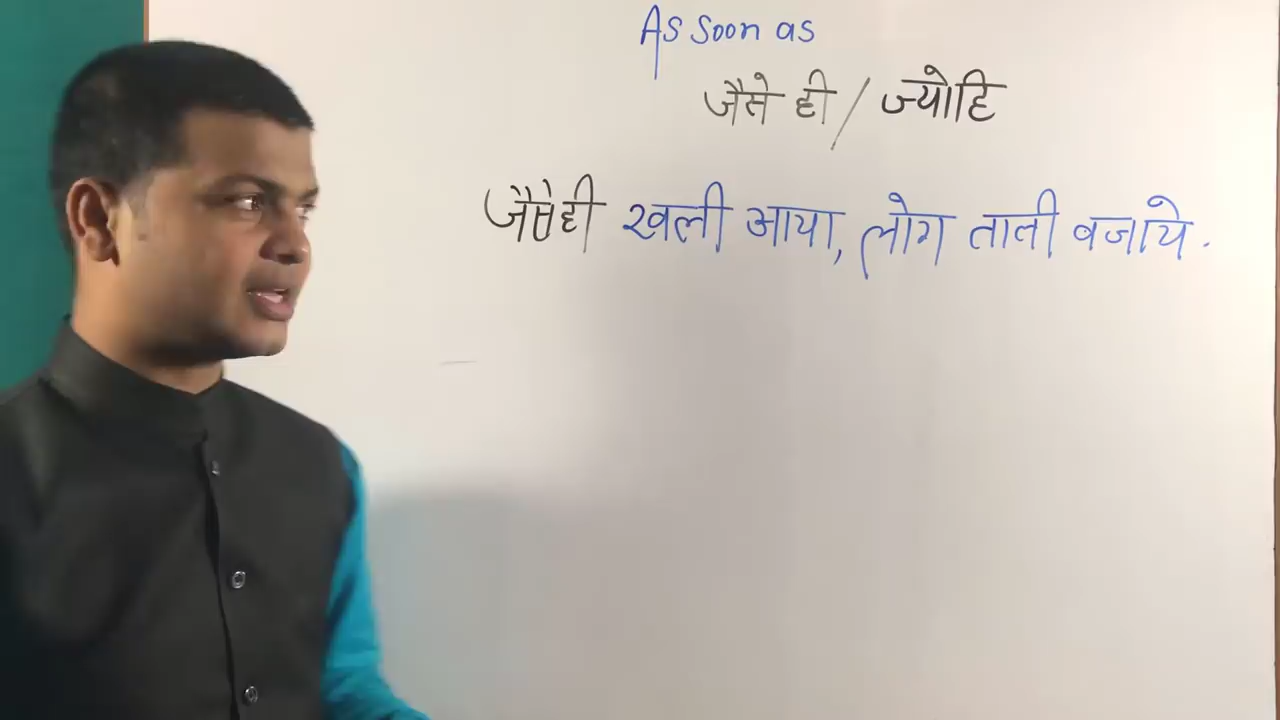 As soon as
जैसे ही / ज्योहि
जैसेही खली आया, लोग ताली बजाये.